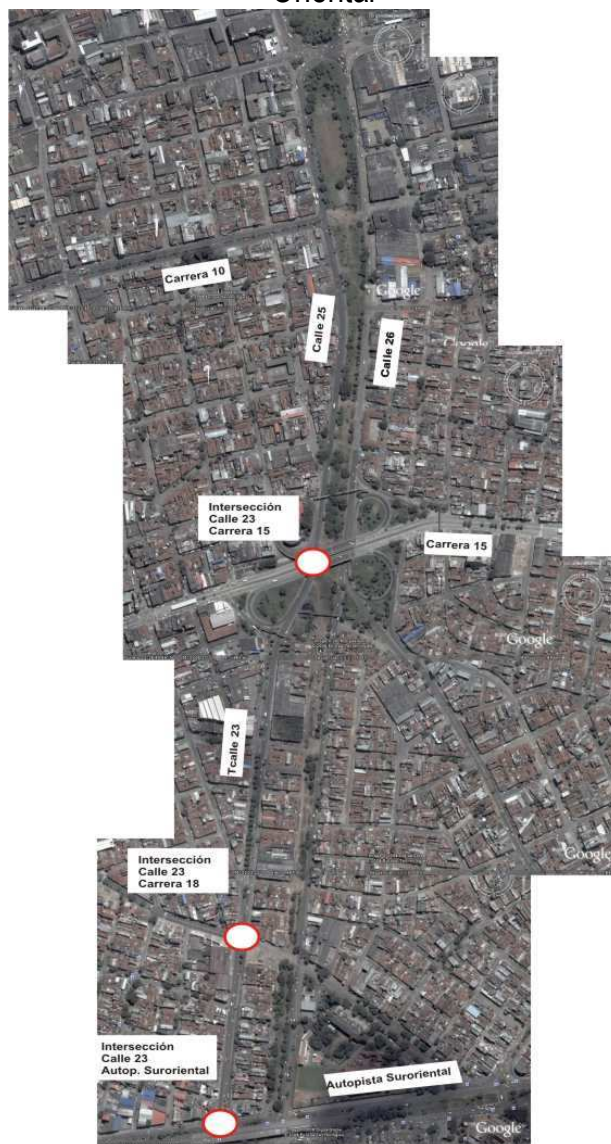 Oriental
Carrera 10
Google
Calle 25
Calle 26
Intersección
Calle 23
Carrera 15
Carrera 15
Google
Tcalle 23
Intersección
Calle 23
Carrera 18
Google
Intersección
Calle 23
Autop. Suroriental
Autopista Suroriental
Google